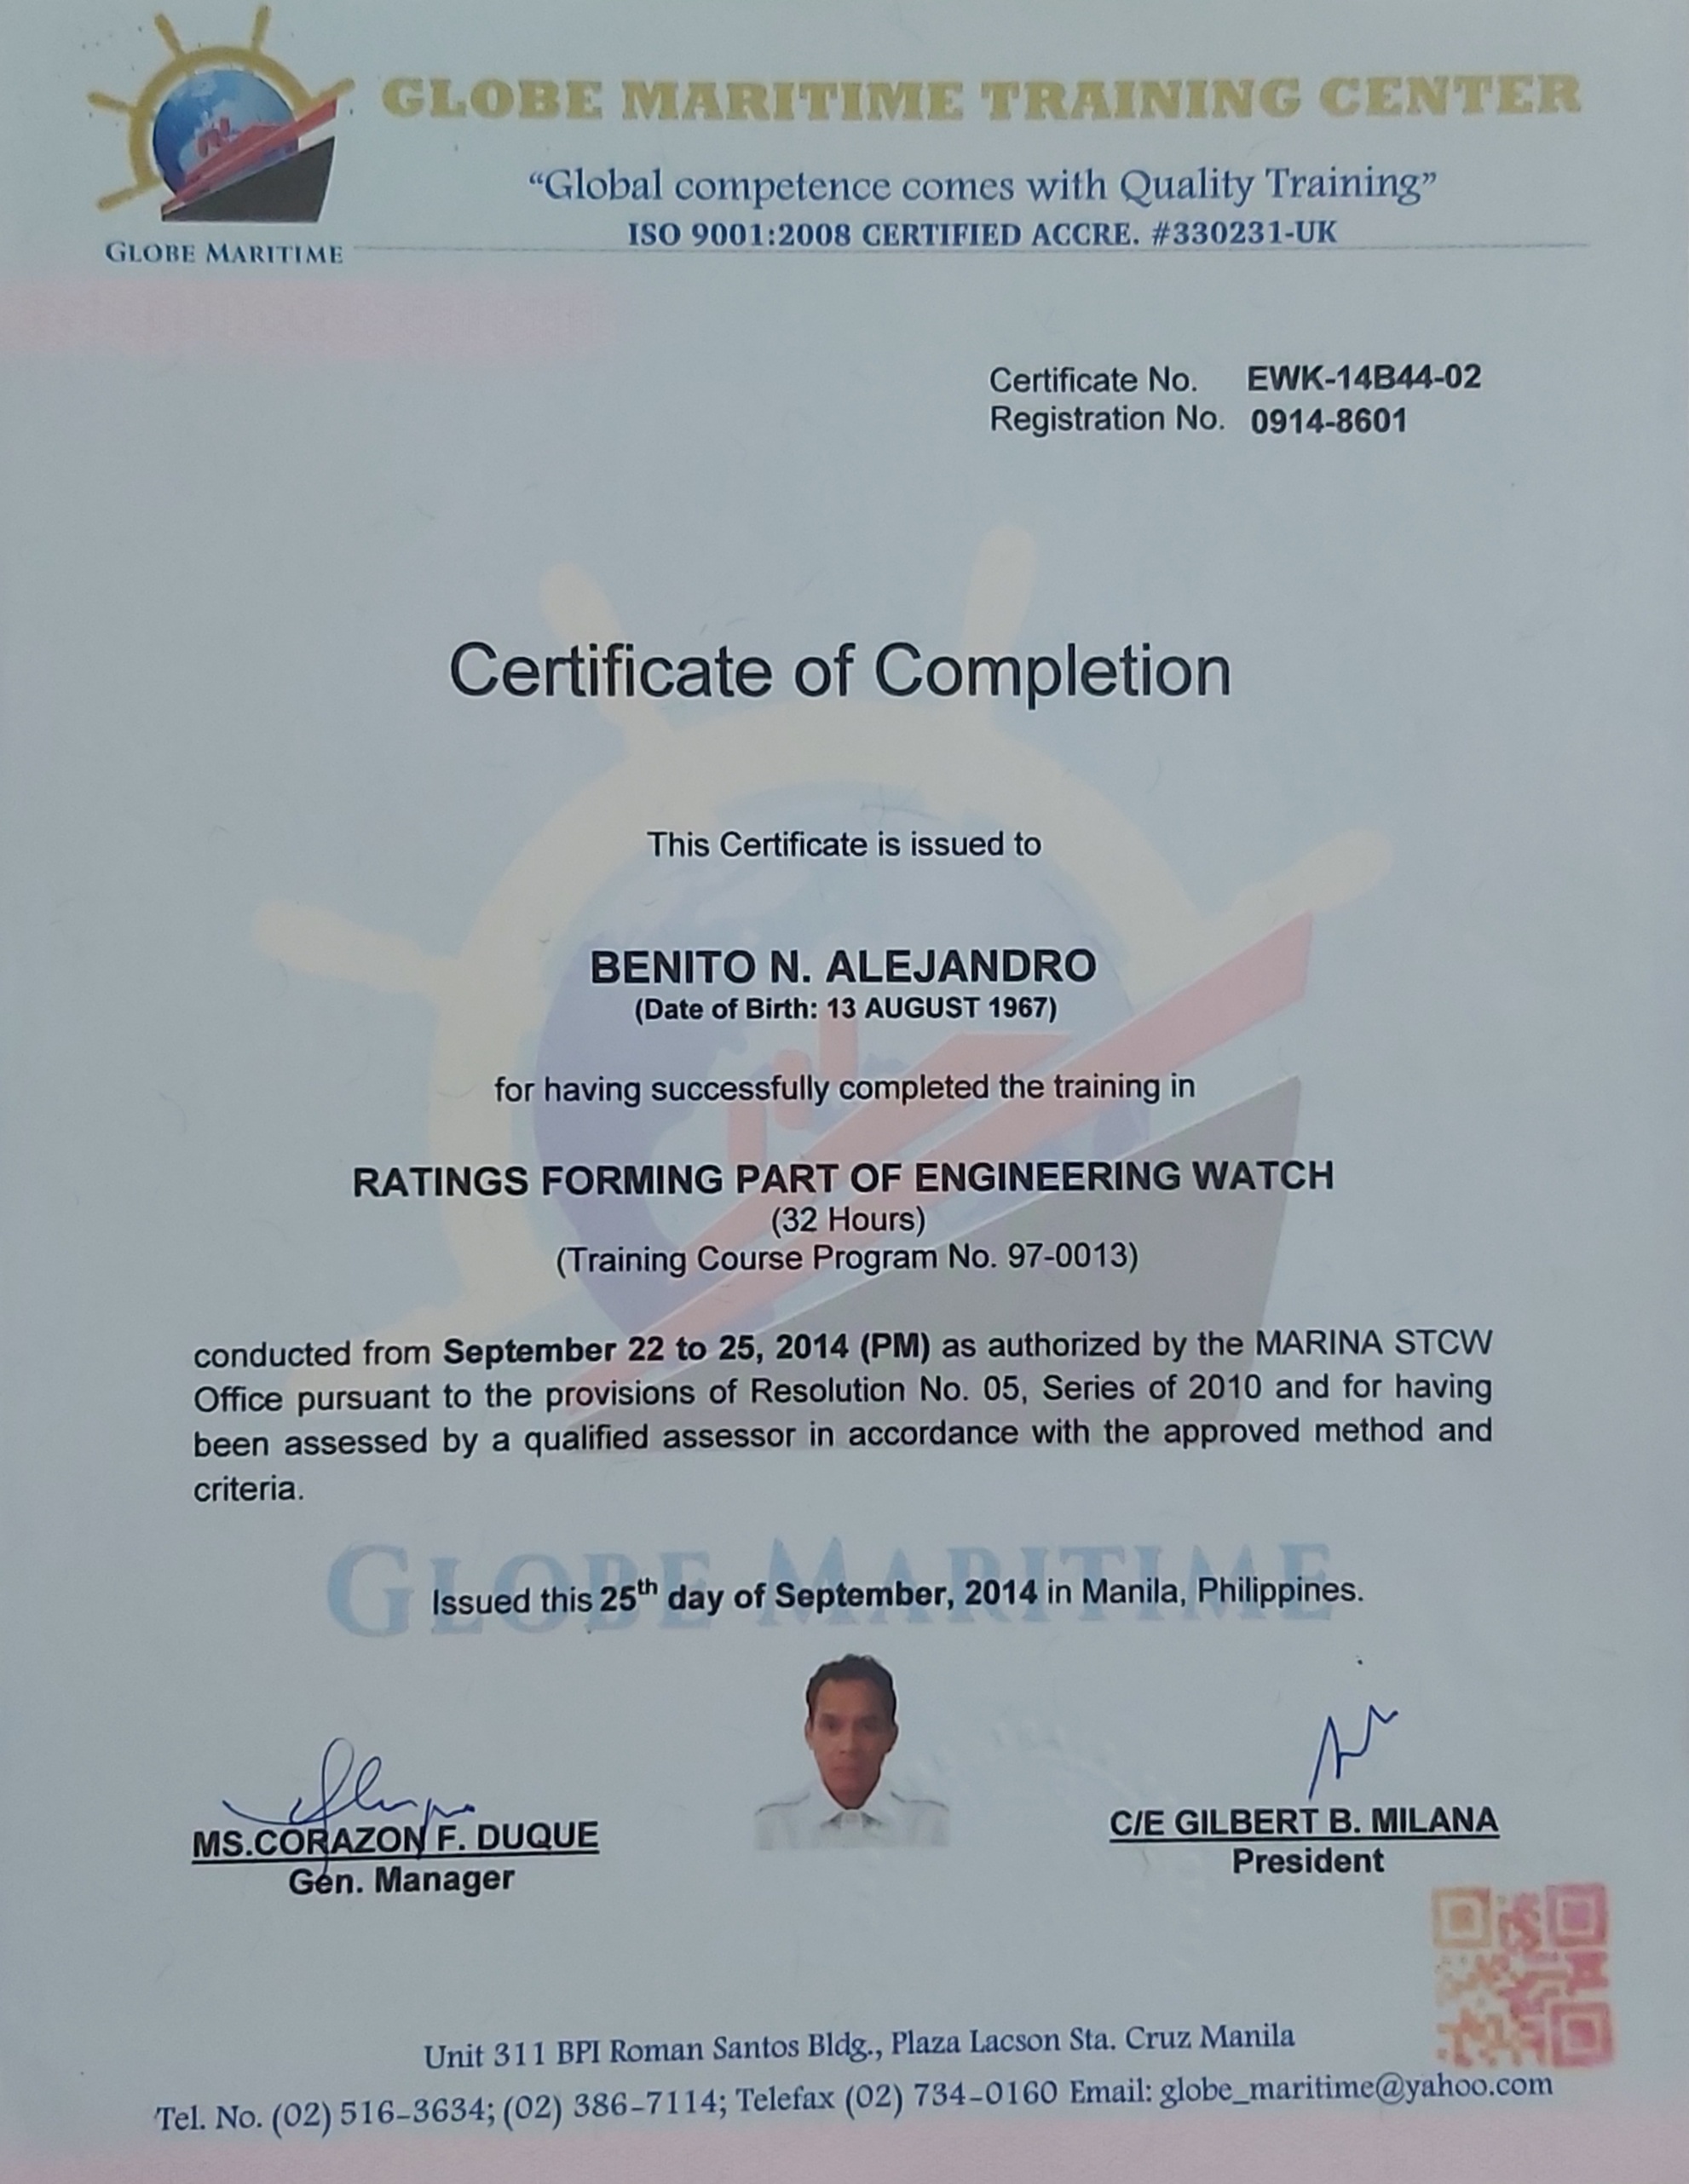 GLOBE MARITIME TRAINING CENTER
“Global competence comes with Quality Training”
ISO 9001:2008 CERTIFIED ACCRE. #330231-UK
GLOBE MARITIME
Certificate No. EWK-14B44-02
Registration No. 0914-8601
Certificate of Completion
This Certificate is issued to
BENITO N. ALEJANDRO
(Date of Birth: 13 AUGUST 1967)
for having successfully completed the training in
RATINGS FORMING PART OF ENGINEERING WATCH
(32 Hours)
(Training Course Program No. 97-0013)
conducted from September 22 to 25, 2014 (PM) as authorized by the MARINA STCW
Office pursuant to the provisions of Resolution No. 05, Series of 2010 and for having
been assessed by a qualified assessor in accordance with the approved method and
criteria.
GLOBE MARITIME
Issued this 25th day of September, 2014 in Manila, Philippines.
MS.CORAZON F. DUQUE
Gen. Manager
C/E GILBERT B. MILANA
President
Unit 311 BPI Roman Santos Bldg., Plaza Lacson Sta. Cruz Manila
Tel. No. (02) 516-3634; (02) 386-7114; Telefax (02) 734-0160 Email: globe_maritime@yahoo.com